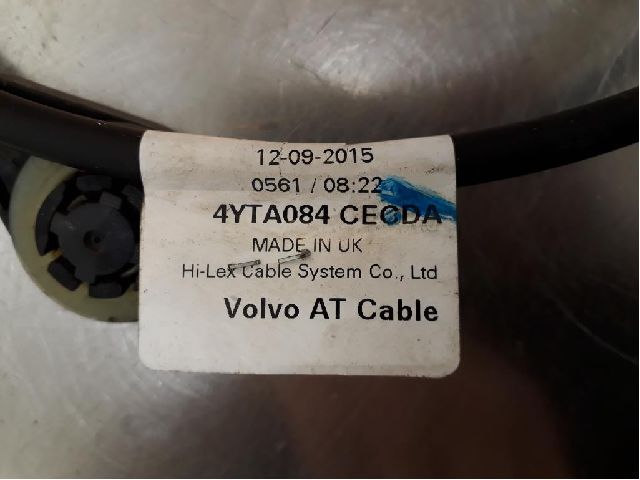 12-09-2015
0561 / 08:22
4YTA084 CECDA
MADE IN UK
Hi-Lex Cable System Co., Ltd
Volvo AT Cable